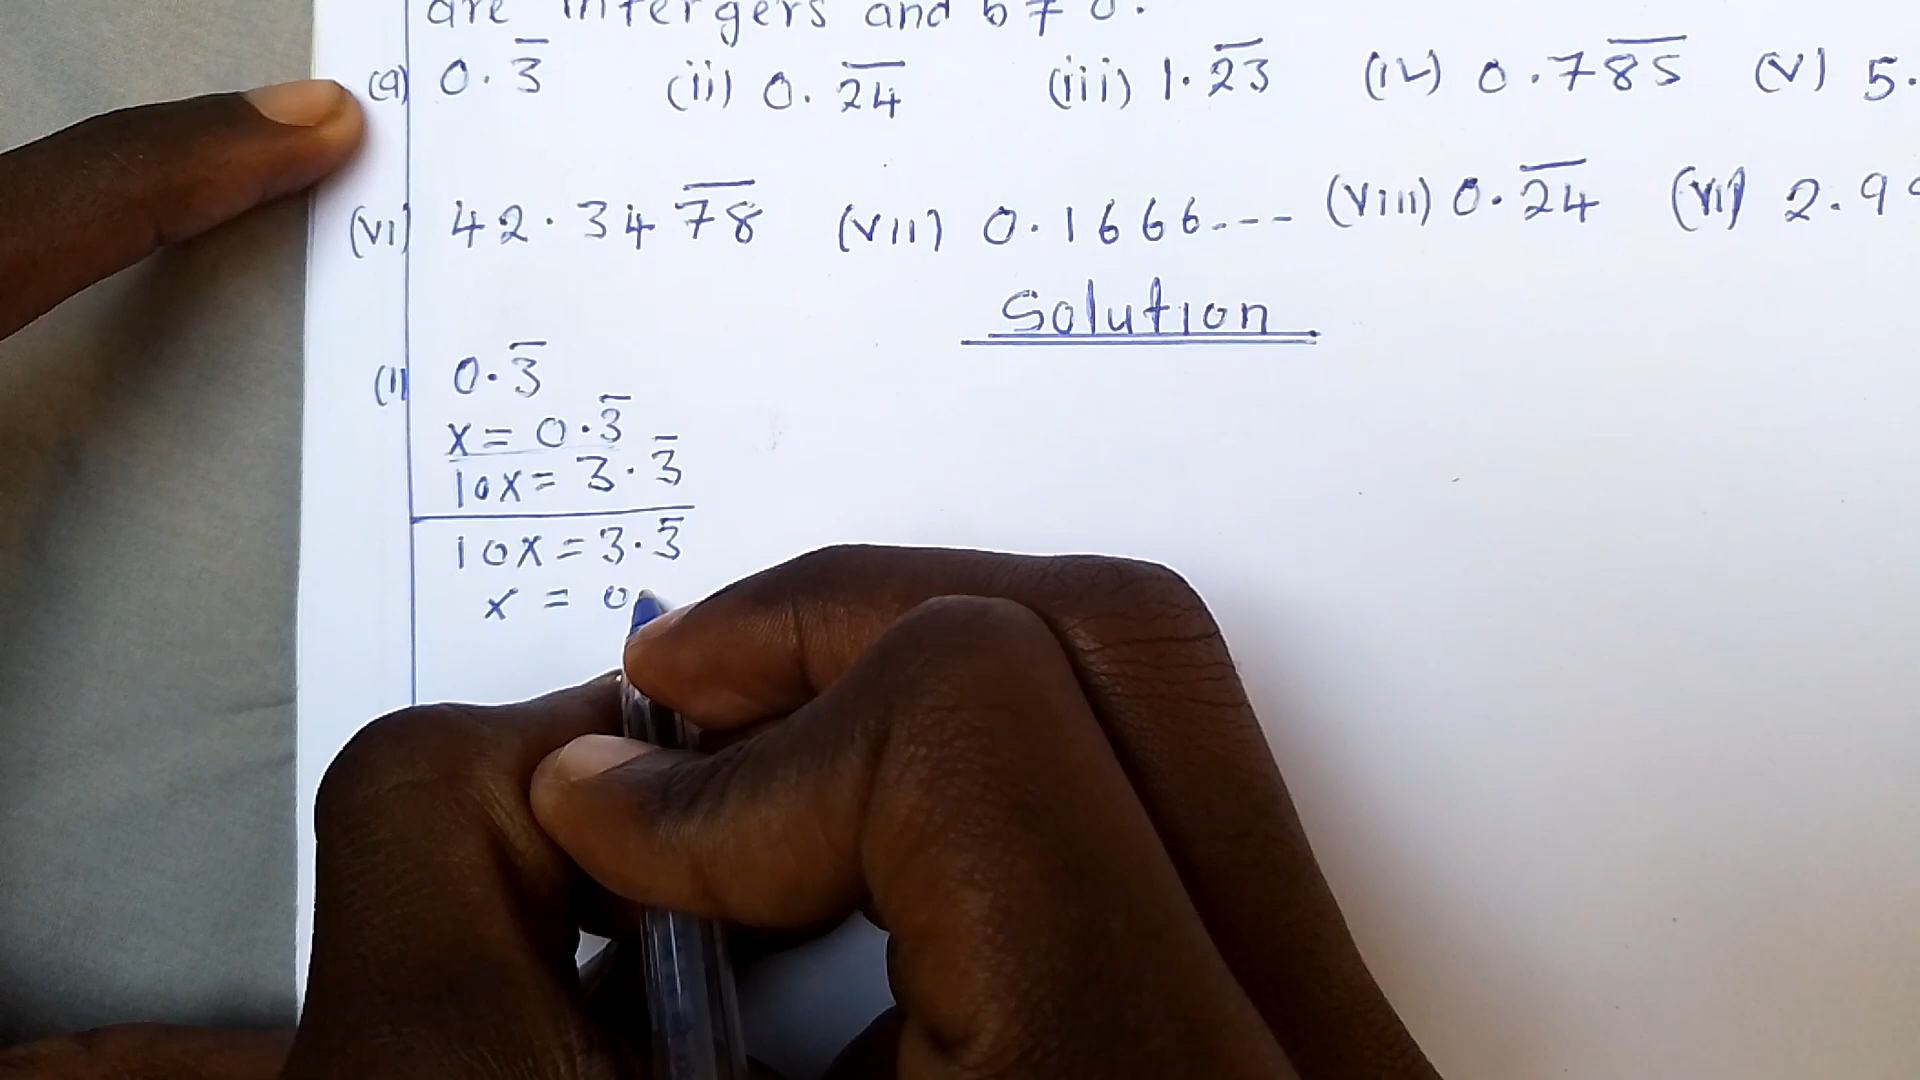 are intergers and b ≠ 0.
(a) 0.3̅ (ii) 0.2̅4̅ (iii) 1.2̅3̅ (iv) 0.78̅5̅ (v) 5.
(vi) 42.347̅8̅ (vii) 0.1666--- (viii) 0.2̅4̅ (vi) 2.9
Solution
(i) 0.3̅
x = 0.3̅
10x = 3.3̅
10x = 3.3̅
x = 0